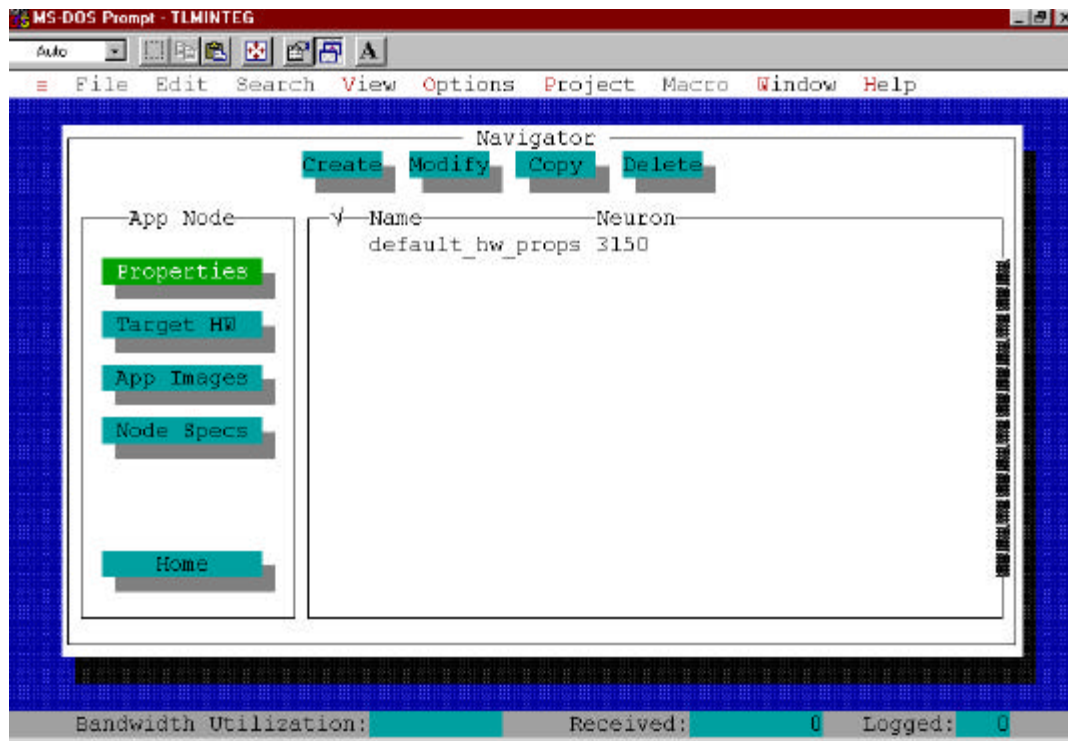 MS-DOS Prompt - TLMINTEG
Auto A
≡ File Edit Search View Options Project Macro Window Help
Navigator
Create Modify Copy Delete
App Node
√ Name Neuron
default_hw_props 3150
Properties
Target HW
App Images
Node Specs
Home
Bandwidth Utilization: Received: 0 Logged: 0